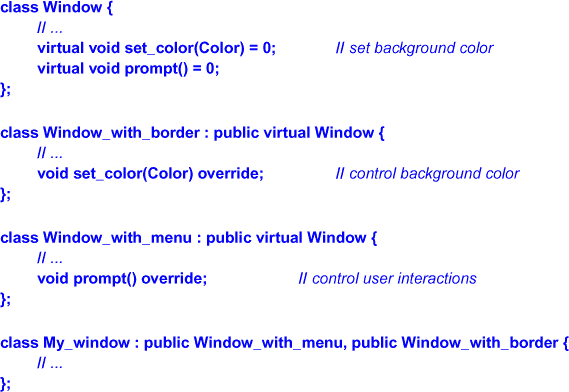 class Window {
// ...
virtual void set_color(Color) = 0; // set background color
virtual void prompt() = 0;
};
class Window_with_border : public virtual Window {
// ...
void set_color(Color) override; // control background color
};
class Window_with_menu : public virtual Window {
// ...
void prompt() override; // control user interactions
};
class My_window : public Window_with_menu, public Window_with_border {
// ...
};